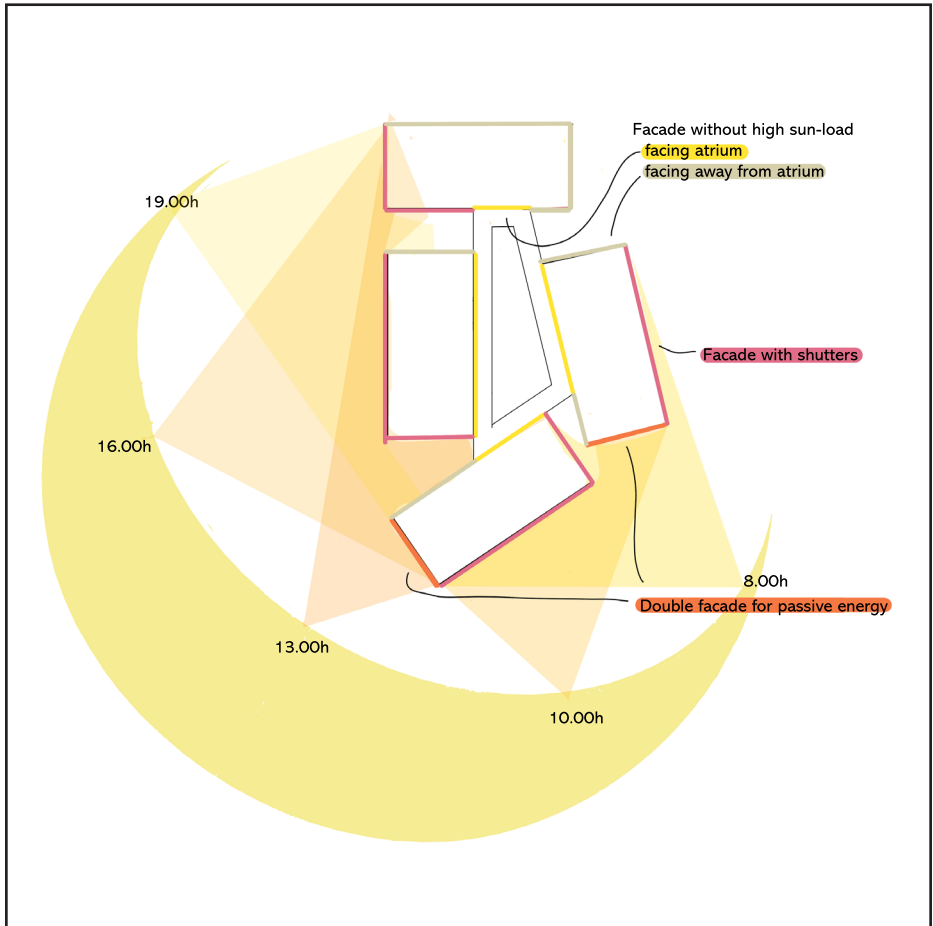 Facade without high sun-load
facing atrium
facing away from atrium
19.00h
Facade with shutters
16.00h
8.00h
Double facade for passive energy
13.00h
10.00h